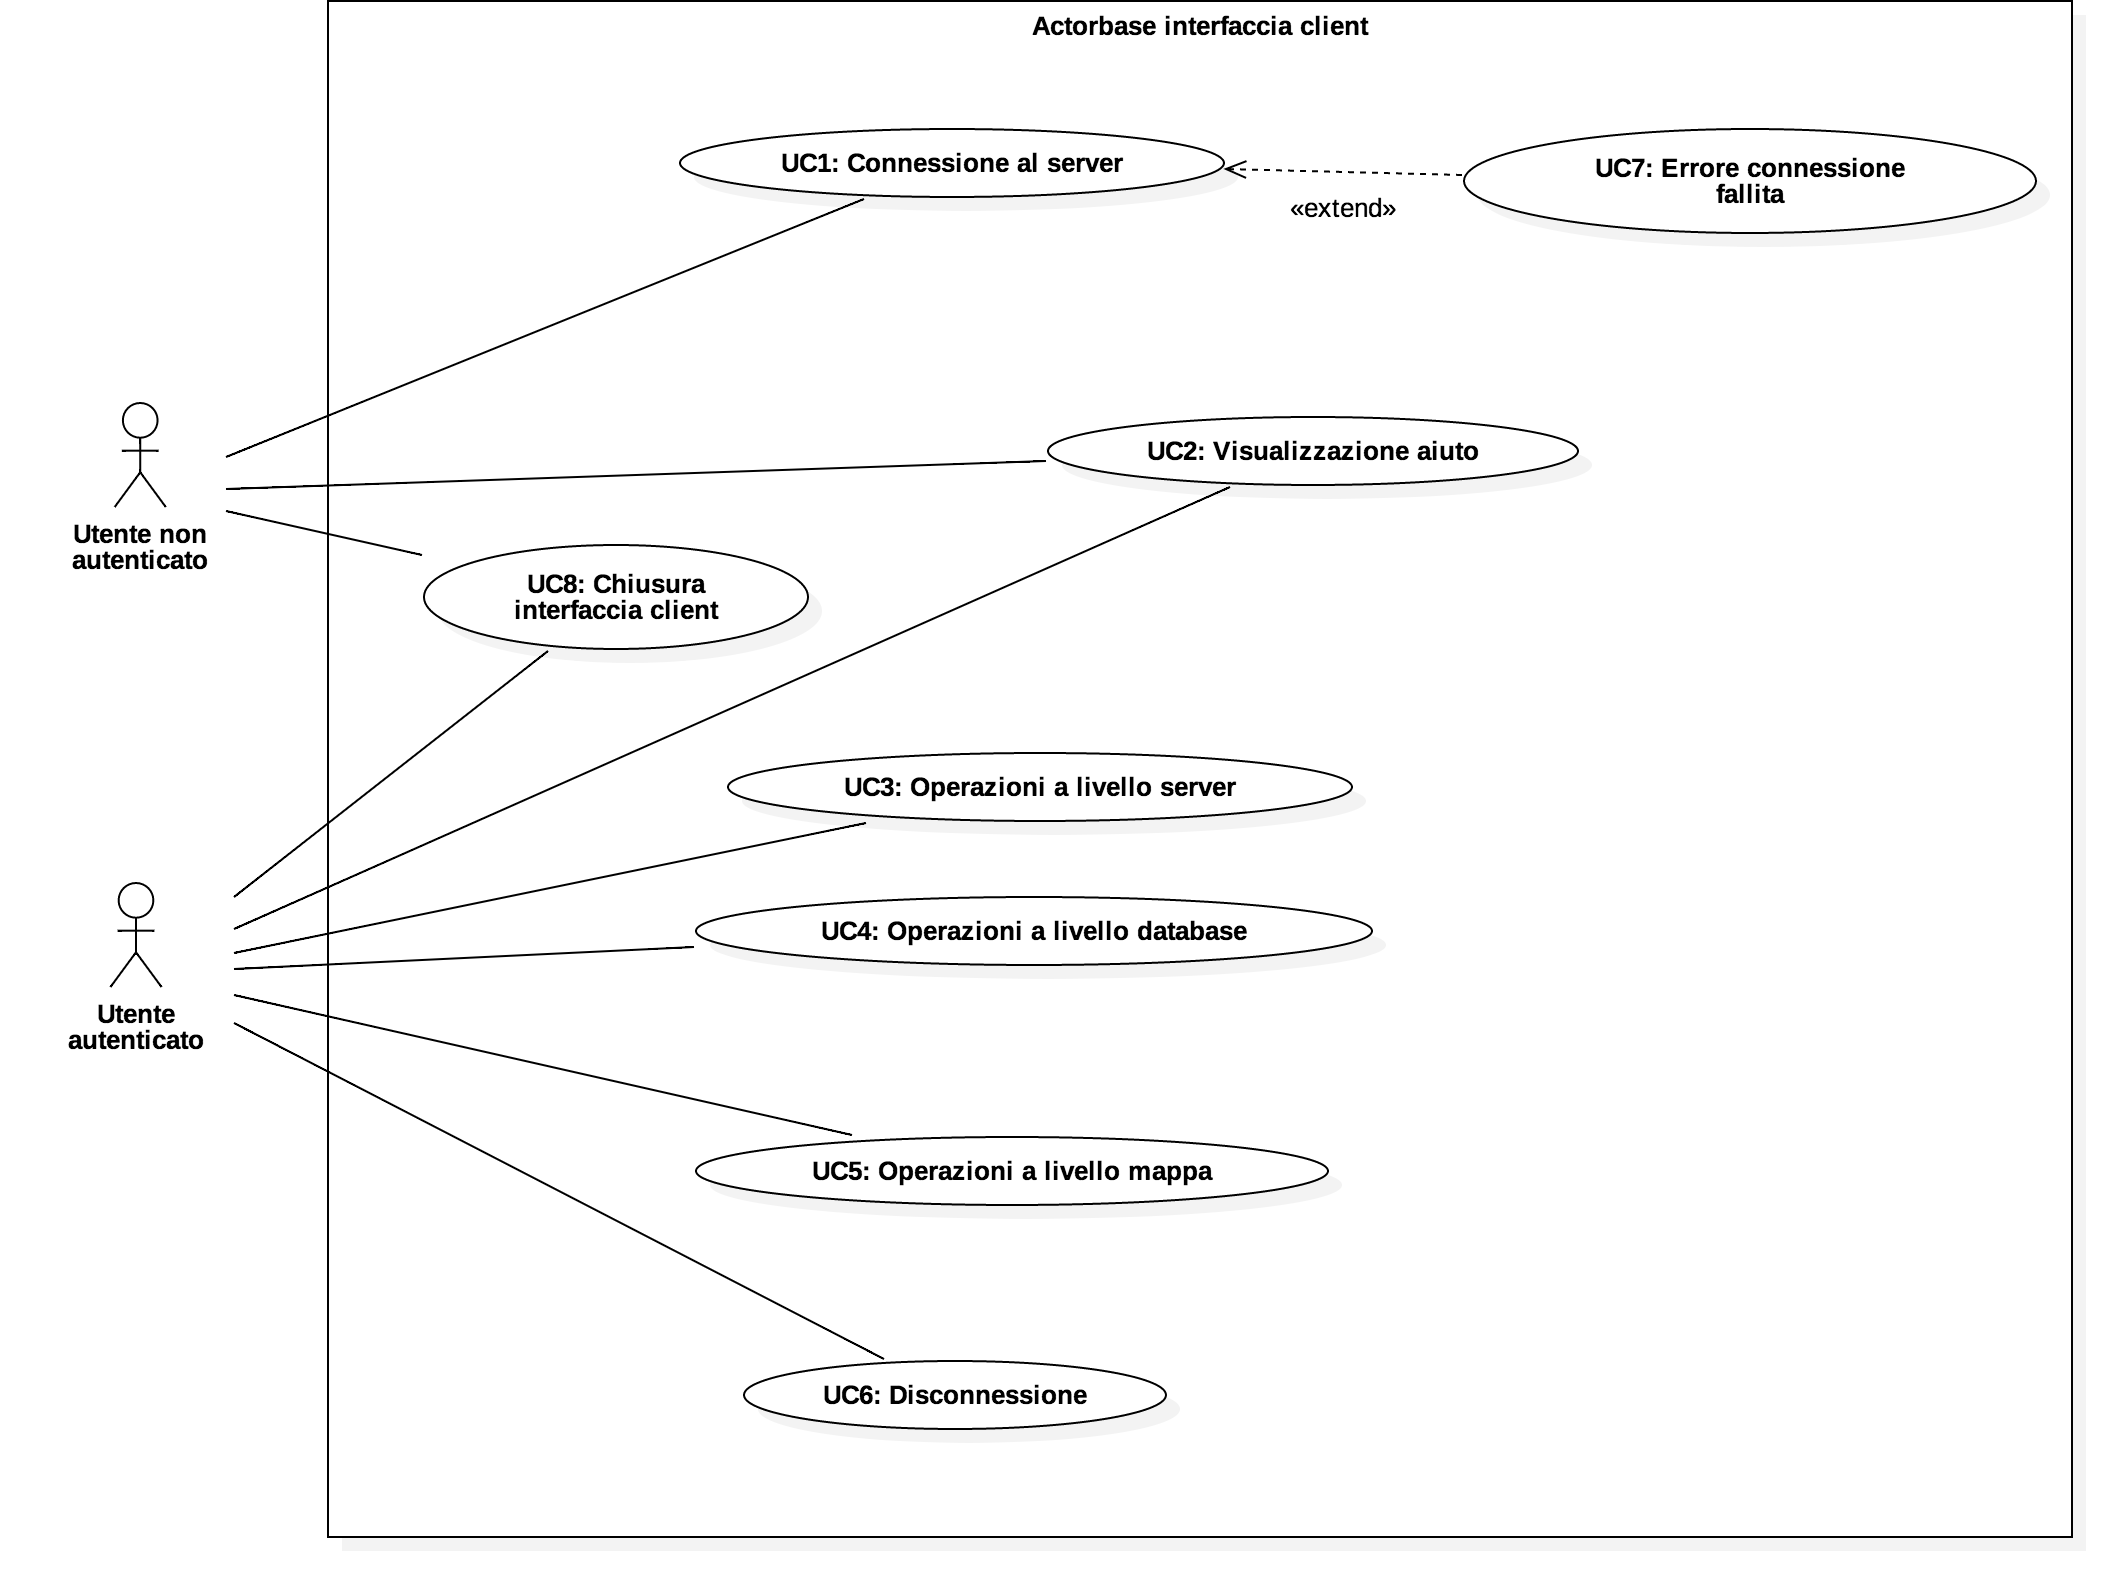 Actorbase interfaccia client
UC1: Connessione al server
UC7: Errore connessione
fallita
«extend»
UC2: Visualizzazione aiuto
Utente non
autenticato
UC8: Chiusura
interfaccia client
UC3: Operazioni a livello server
UC4: Operazioni a livello database
Utente
autenticato
UC5: Operazioni a livello mappa
UC6: Disconnessione